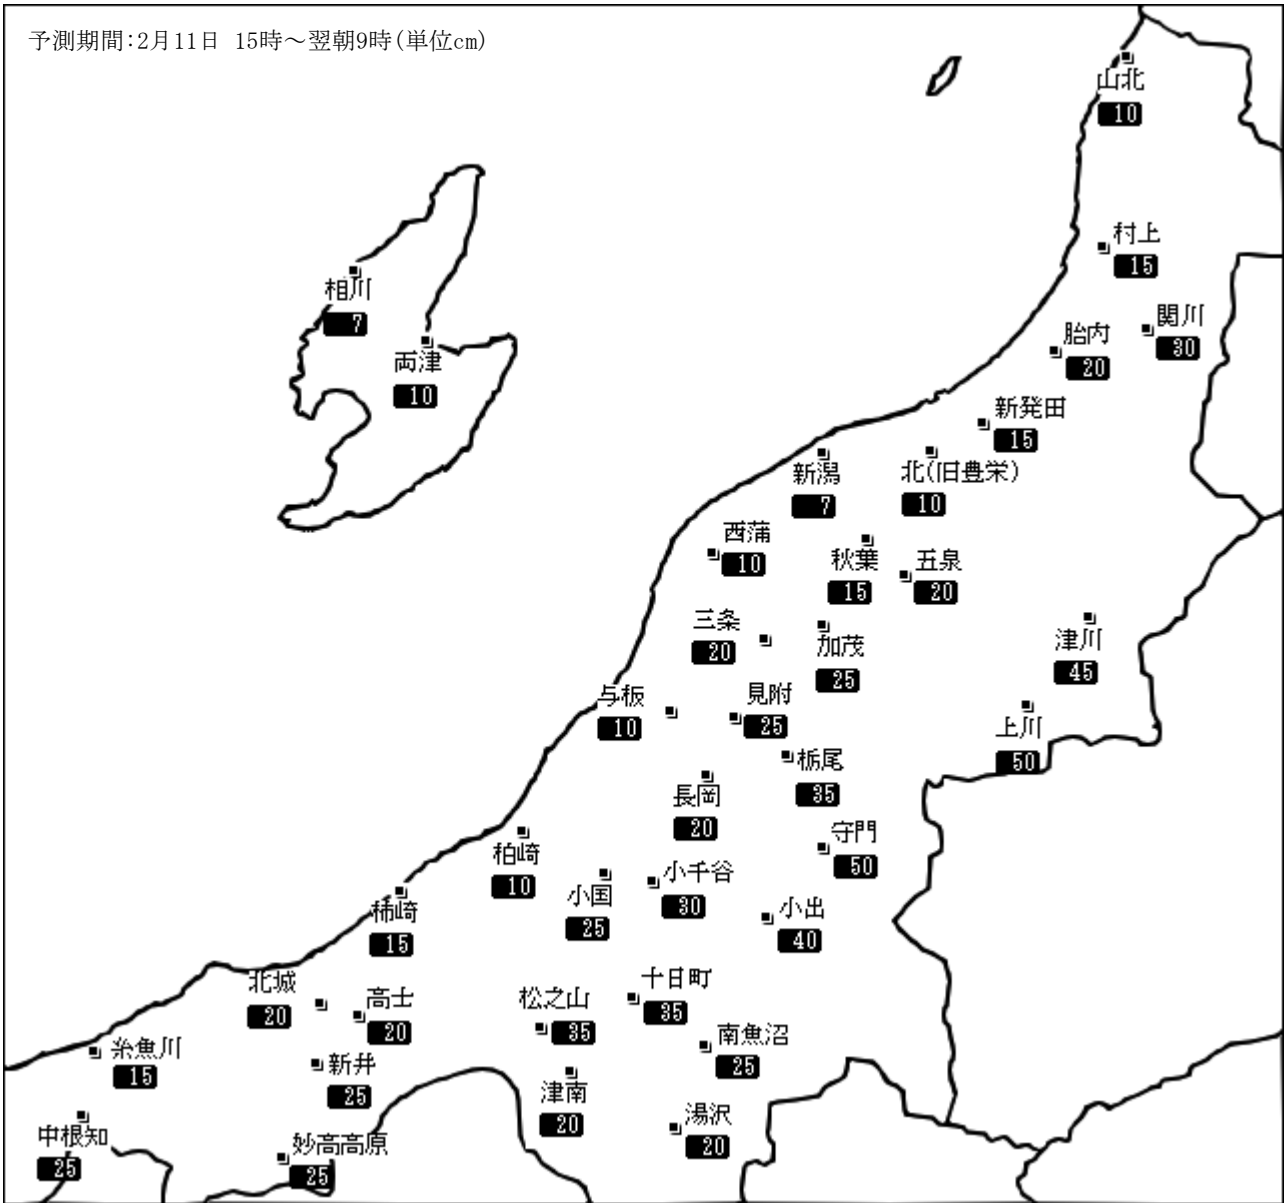 予測期間:2月11日 15時～翌朝9時(単位cm)
山北
10
村上
15
相川
7
関川
30
胎内
20
両津
10
新発田
15
新潟
7
北(旧豊栄)
10
西蒲
10
秋葉
15
五泉
20
三条
20
加茂
25
津川
45
与板
10
見附
25
上川
50
栃尾
35
長岡
20
守門
50
柏崎
10
小国
25
小千谷
30
小出
40
柿崎
15
北城
20
高士
20
松之山
35
十日町
35
南魚沼
25
糸魚川
15
新井
25
津南
20
湯沢
20
中根知
25
妙高高原
25